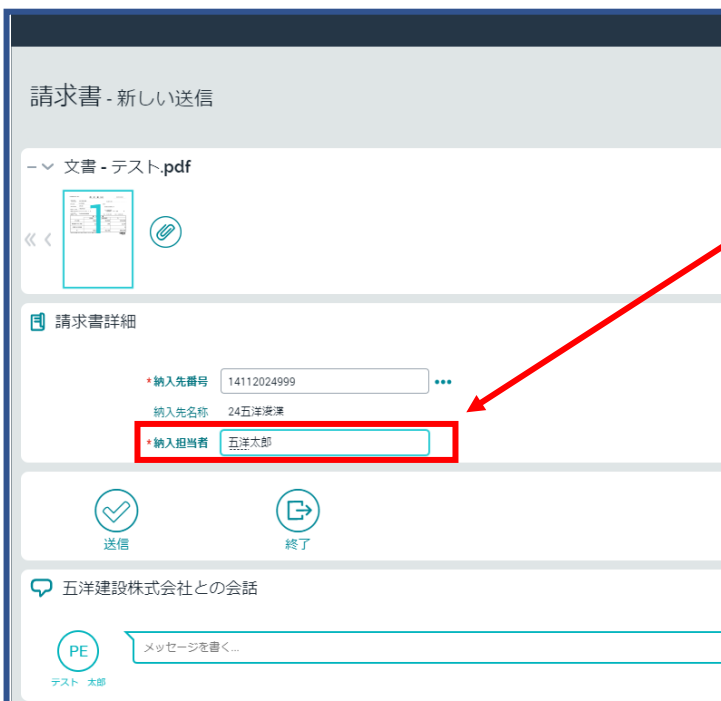 請求書 - 新しい送信
文書 - テスト.pdf
1
請求書詳細
*納入先番号 14112024999
納入先名称 24五洋浚渫
*納入担当者 五洋太郎
送信 終了
五洋建設株式会社との会話
PE
メッセージを書く...
テスト 太郎